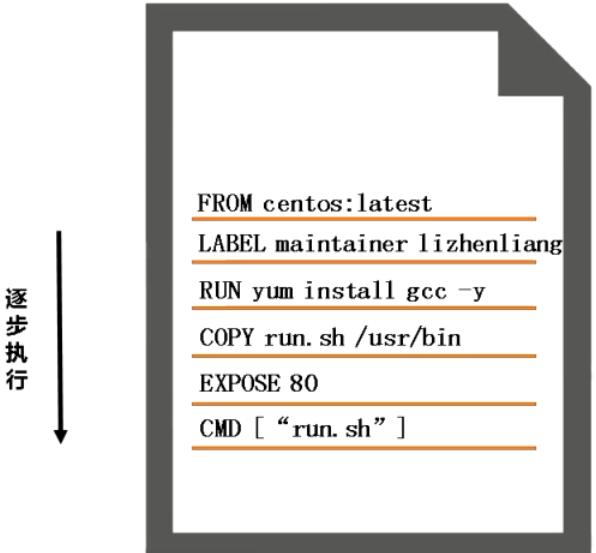 FROM centos:latest
LABEL maintainer lizhenliang
RUN yum install gcc -y
COPY run.sh /usr/bin
EXPOSE 80
CMD [“run.sh”]
逐步执行